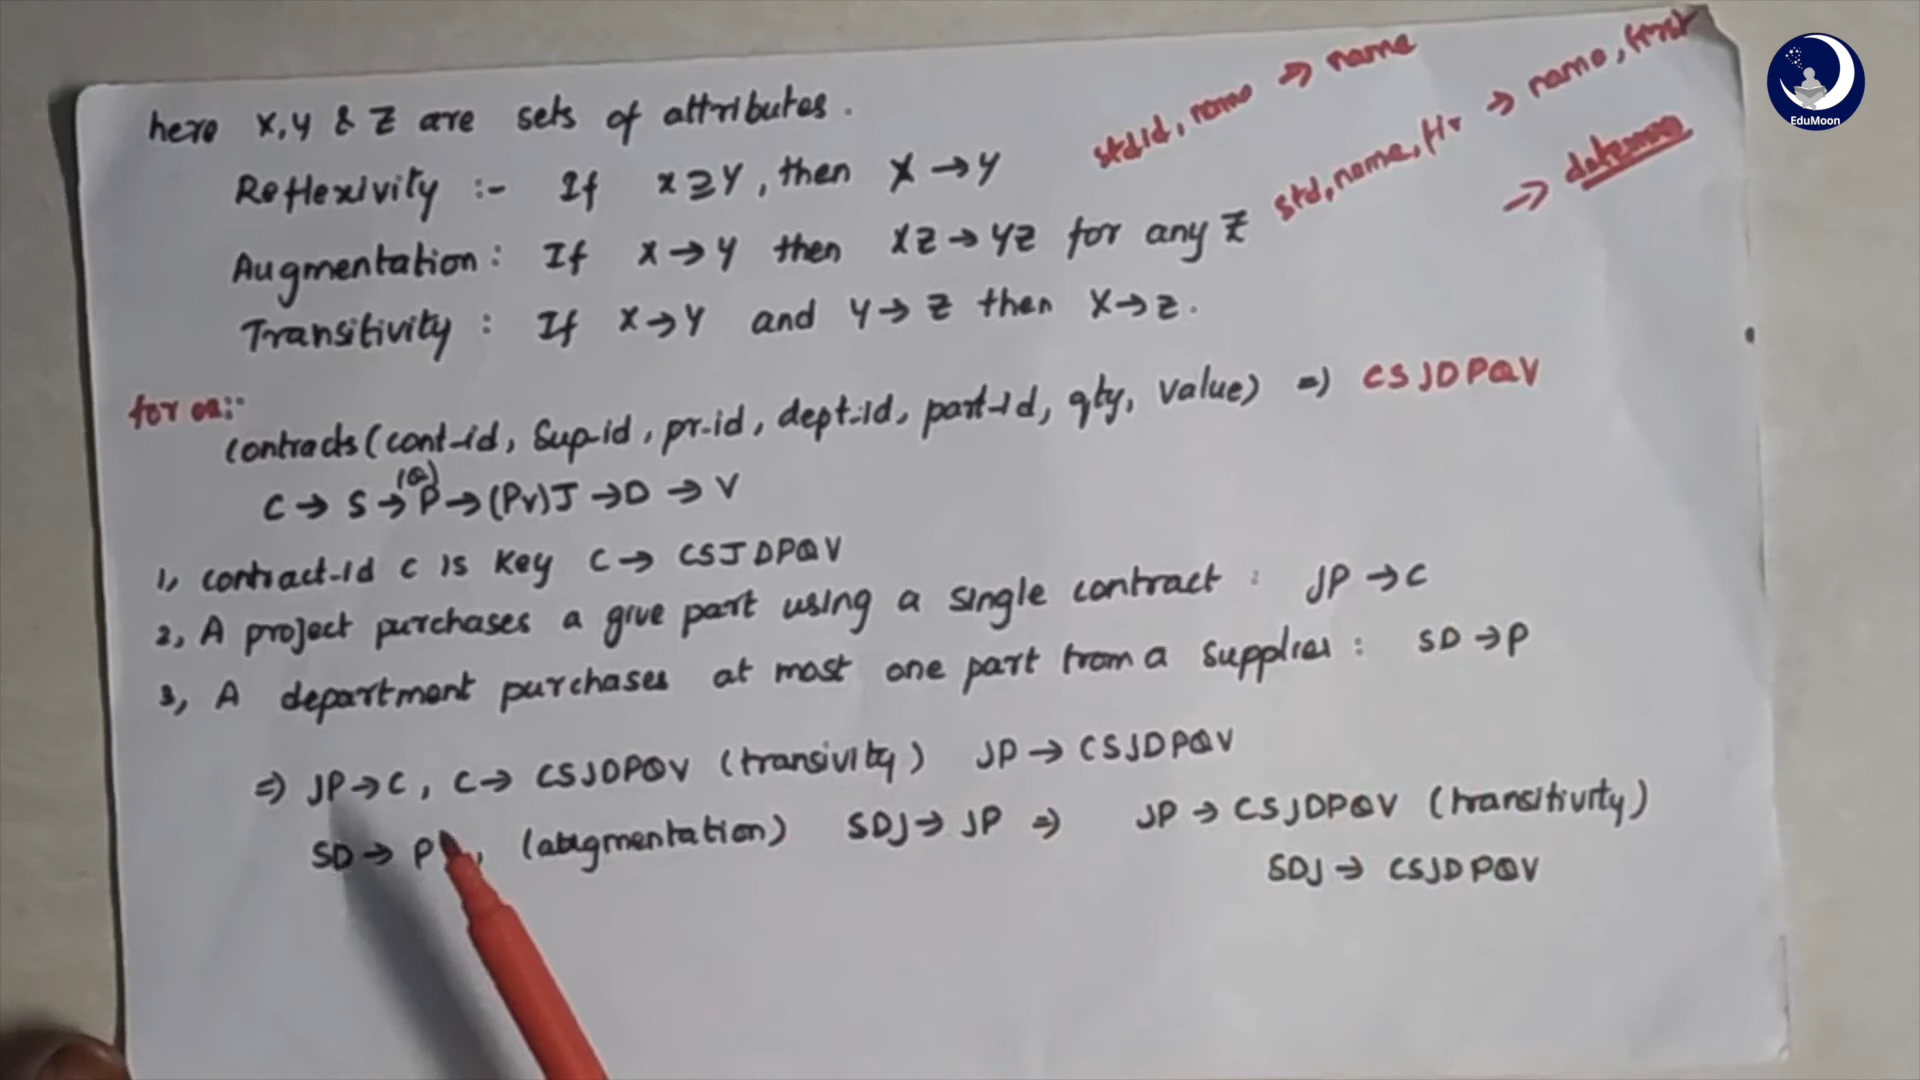 here X, Y & Z are sets of attributes.
stdid, name => name
Reflexivity :- If X ⊇ Y, then X → Y
std, name, => name,
=>
Augmentation : If X → Y then XZ → YZ for any Z
Transitivity : If X → Y and Y → Z then X → Z.
for ex:-
contracts (cont-id, Sup-id, pr-id, dept-id, part-id, qty, value) => CSJDPQV
(Q)
C → S → P → (Pr)J → D → V
1, contract-id C is Key C → CSJDPQV
2, A project purchases a give part using a single contract : JP → C
3, A department purchases at most one part from a supplies : SD → P
=> JP → C, C → CSJDPQV (transivity) JP → CSJDPQV
SD → P, (augmentation) SDJ → JP => JP → CSJDPQV (transitivity)
SDJ → CSJDPQV
EduMoon